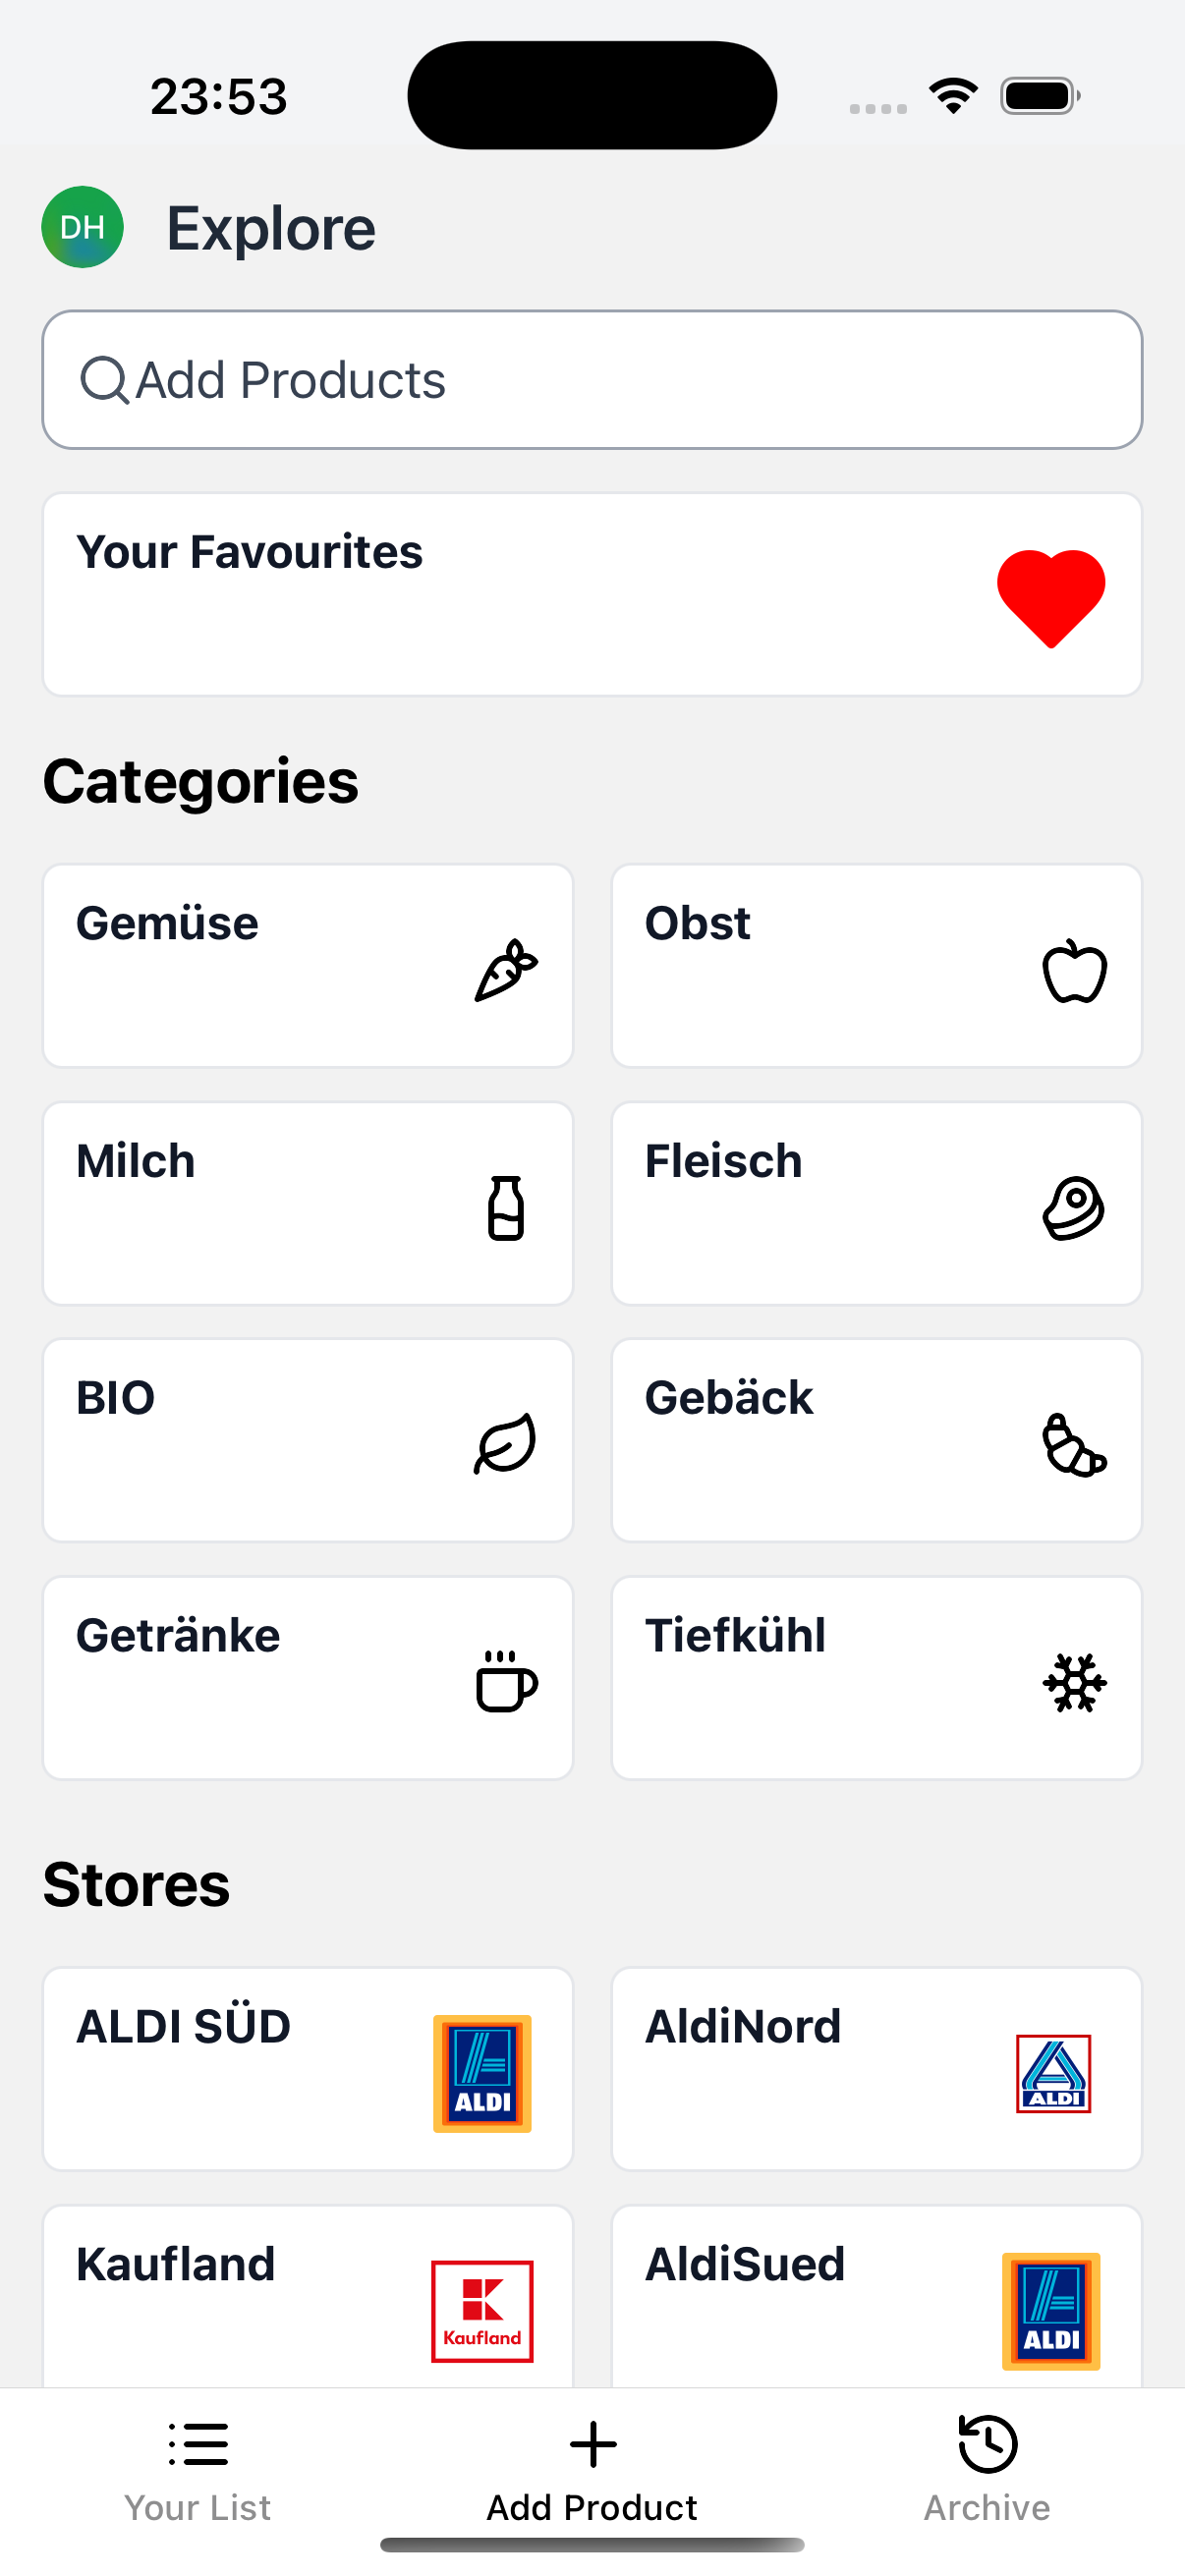 23:53
DH Explore
Add Products
Your Favourites
Categories
Gemüse Obst
Milch Fleisch
BIO Gebäck
Getränke Tiefkühl
Stores
ALDI SÜD AldiNord
ALDI ALDI
Kaufland AldiSued
Kaufland ALDI
Your List Add Product Archive